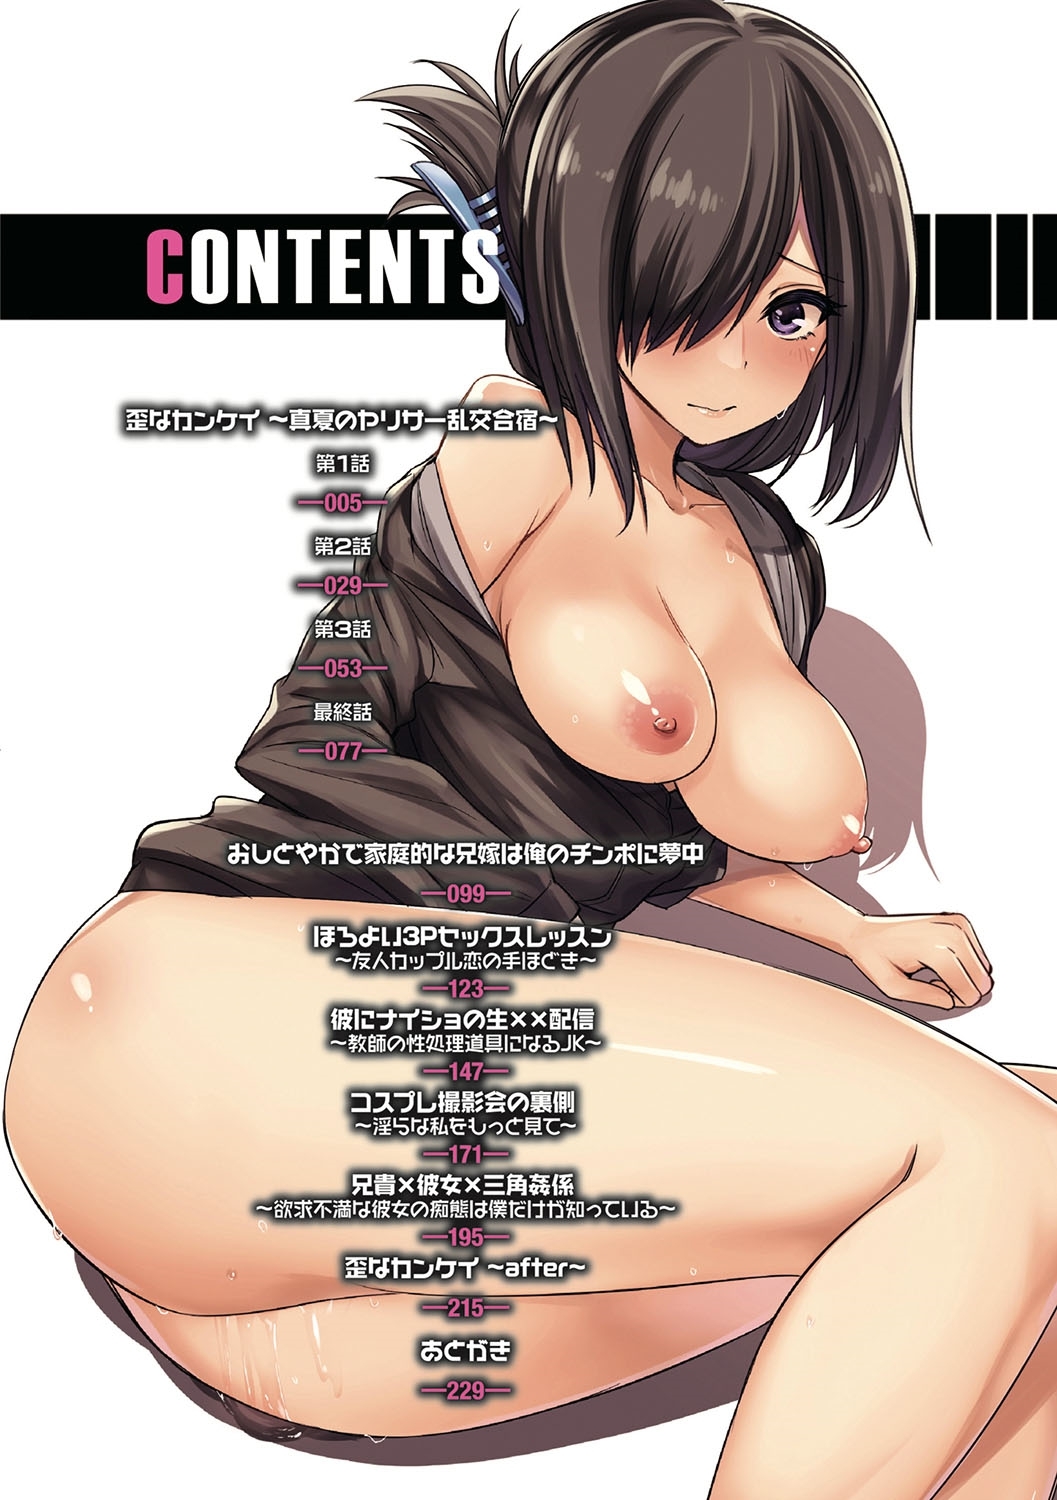 CONTENTS
歪なカンケイ ～真夏のヤリサー乱交合宿～
第1話
005
第2話
029
第3話
053
最終話
077
おしとやかで家庭的な兄嫁は俺のチンポに夢中
099
ほろよい3Pセックスレッスン
～友人カップル恋の手ほどき～
123
彼にナイショの生××配信
～教師の性処理道具になるJK～
147
コスプレ撮影会の裏側
～淫らな私をもっと見て～
171
兄貴×彼女×三角姦係
～欲求不満な彼女の痴態は僕だけが知っている～
195
歪なカンケイ ～after～
215
あとがき
229